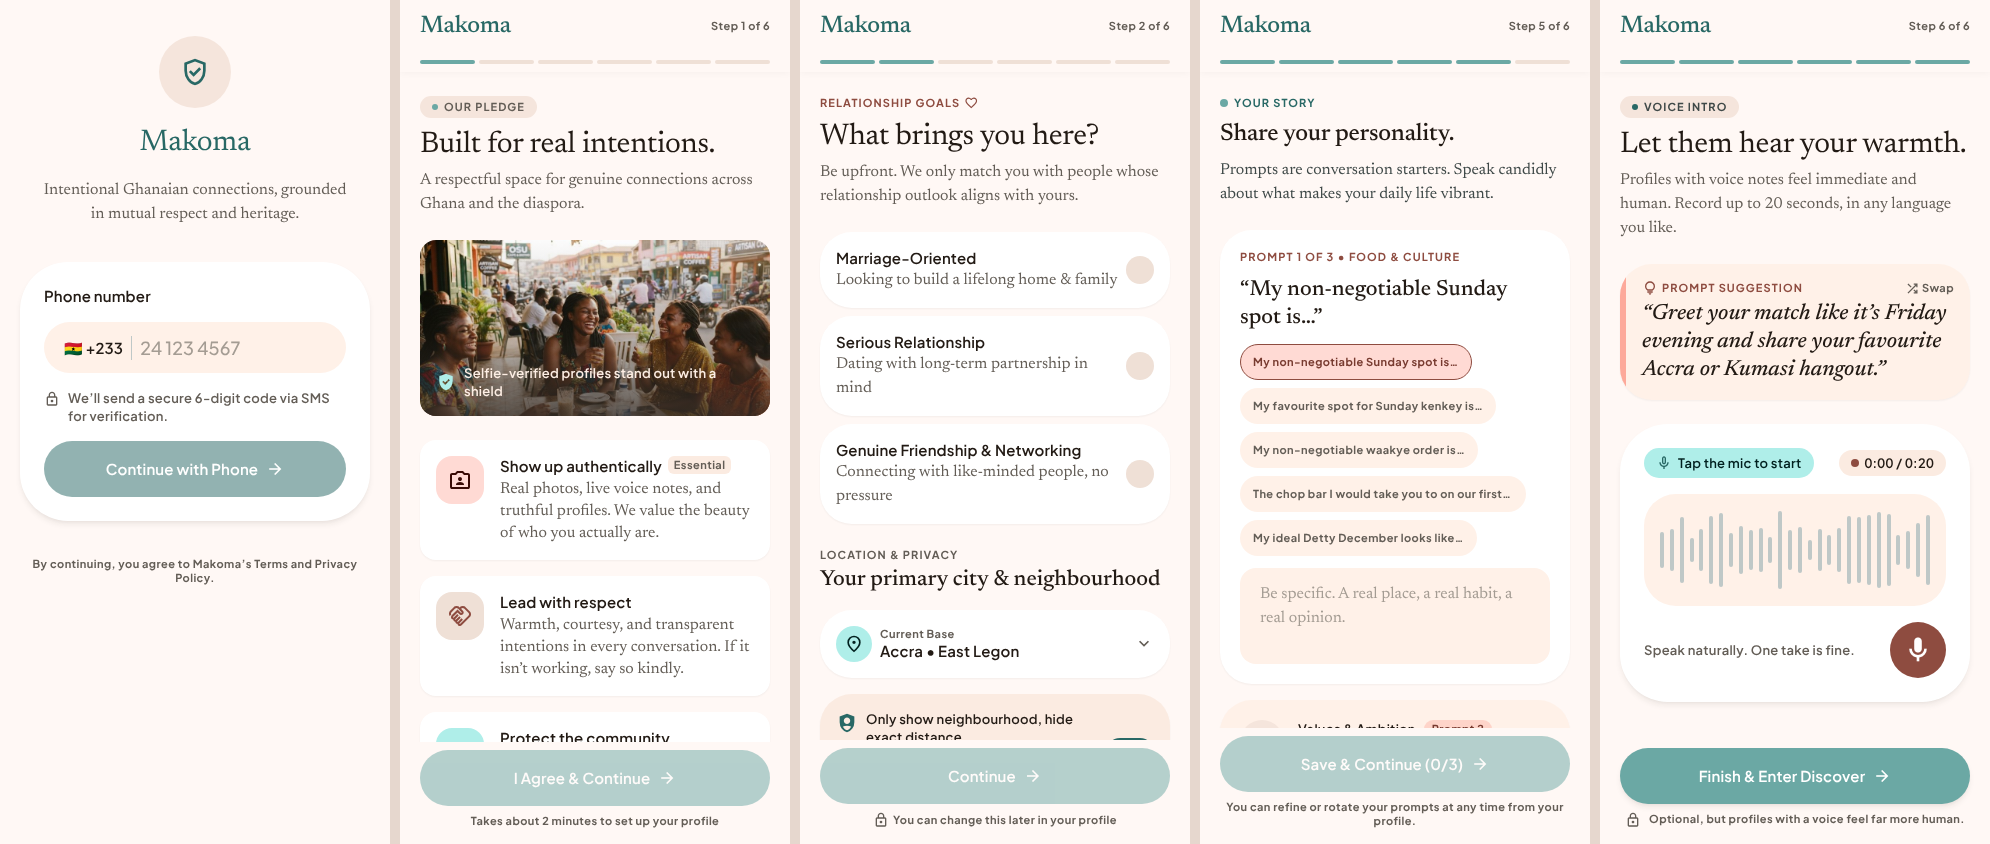 Makoma
Intentional Ghanaian connections, grounded
in mutual respect and heritage.
Phone number
+233
24 123 4567
We'll send a secure 6-digit code via SMS
for verification.
Continue with Phone
By continuing, you agree to Makoma's Terms and Privacy
Policy.
Makoma
Step 1 of 6
OUR PLEDGE
Built for real intentions.
A respectful space for genuine connections across
Ghana and the diaspora.
OSU
ARTISAN
COFFEE
Selfie-verified profiles stand out with a
shield
Show up authentically
Essential
Real photos, live voice notes, and
truthful profiles. We value the beauty
of who you actually are.
Lead with respect
Warmth, courtesy, and transparent
intentions in every conversation. If it
isn't working, say so kindly.
Protect the community
I Agree & Continue
Takes about 2 minutes to set up your profile
Makoma
Step 2 of 6
RELATIONSHIP GOALS
What brings you here?
Be upfront. We only match you with people whose
relationship outlook aligns with yours.
Marriage-Oriented
Looking to build a lifelong home & family
Serious Relationship
Dating with long-term partnership in
mind
Genuine Friendship & Networking
Connecting with like-minded people, no
pressure
LOCATION & PRIVACY
Your primary city & neighbourhood
Current Base
Accra • East Legon
Only show neighbourhood, hide
exact distance
Continue
You can change this later in your profile
Makoma
Step 5 of 6
YOUR STORY
Share your personality.
Prompts are conversation starters. Speak candidly
about what makes your daily life vibrant.
PROMPT 1 OF 3 • FOOD & CULTURE
“My non-negotiable Sunday
spot is…”
My non-negotiable Sunday spot is…
My favourite spot for Sunday kenkey is…
My non-negotiable waakye order is…
The chop bar I would take you to on our first…
My ideal Detty December looks like…
Be specific. A real place, a real habit, a
real opinion.
Values & Ambition
Prompt 2
Save & Continue (0/3)
You can refine or rotate your prompts at any time from your
profile.
Makoma
Step 6 of 6
VOICE INTRO
Let them hear your warmth.
Profiles with voice notes feel immediate and
human. Record up to 20 seconds, in any language
you like.
PROMPT SUGGESTION
Swap
“Greet your match like it's Friday
evening and share your favourite
Accra or Kumasi hangout.”
Tap the mic to start
0:00 / 0:20
Speak naturally. One take is fine.
Finish & Enter Discover
Optional, but profiles with a voice feel far more human.